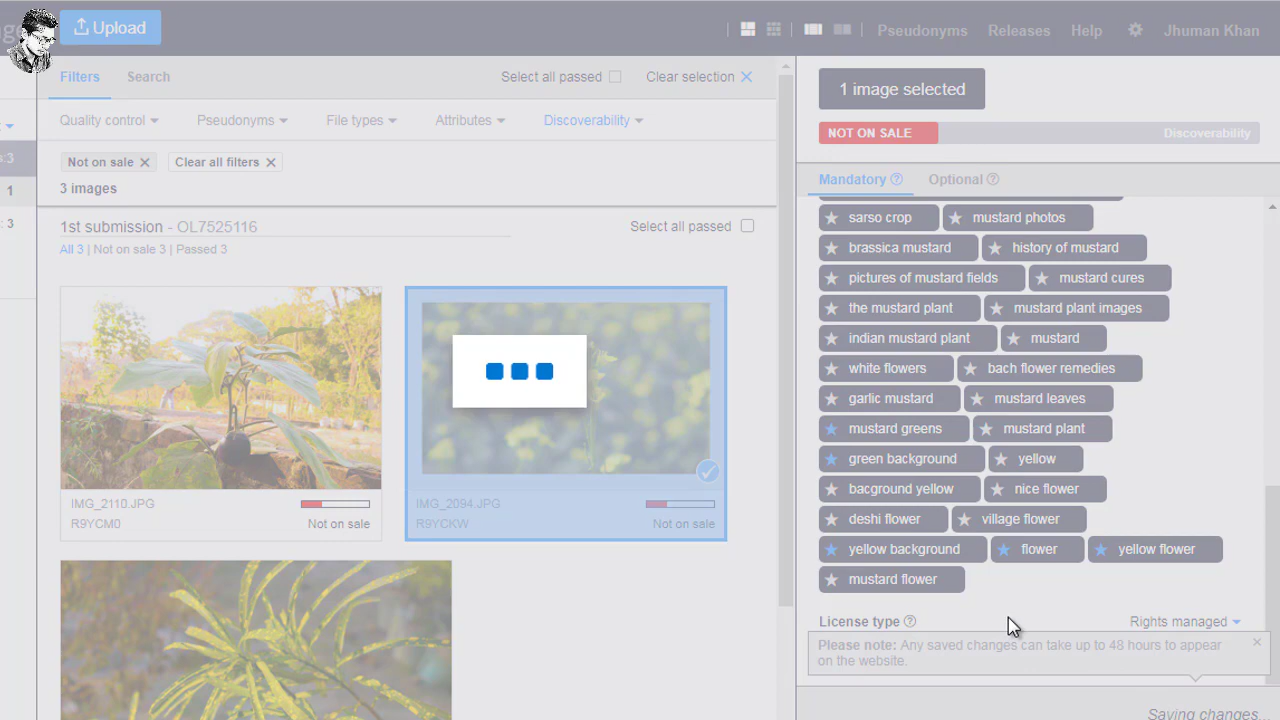 Upload
Pseudonyms
Releases
Help
Jhuman Khan
Filters
Search
Select all passed
Clear selection
Quality control
Pseudonyms
File types
Attributes
Discoverability
Not on sale
Clear all filters
3 images
1st submission - OL7525116
Select all passed
All 3 | Not on sale 3 | Passed 3
IMG_2110.JPG
R9YCM0
Not on sale
IMG_2094.JPG
R9YCKW
Not on sale
:3
1
: 3
1 image selected
NOT ON SALE
Discoverability
Mandatory
Optional
sarso crop
mustard photos
brassica mustard
history of mustard
pictures of mustard fields
mustard cures
the mustard plant
mustard plant images
indian mustard plant
mustard
white flowers
bach flower remedies
garlic mustard
mustard leaves
mustard greens
mustard plant
green background
yellow
bacground yellow
nice flower
deshi flower
village flower
yellow background
flower
yellow flower
mustard flower
License type
Rights managed
Please note: Any saved changes can take up to 48 hours to appear
on the website.
Saving changes..